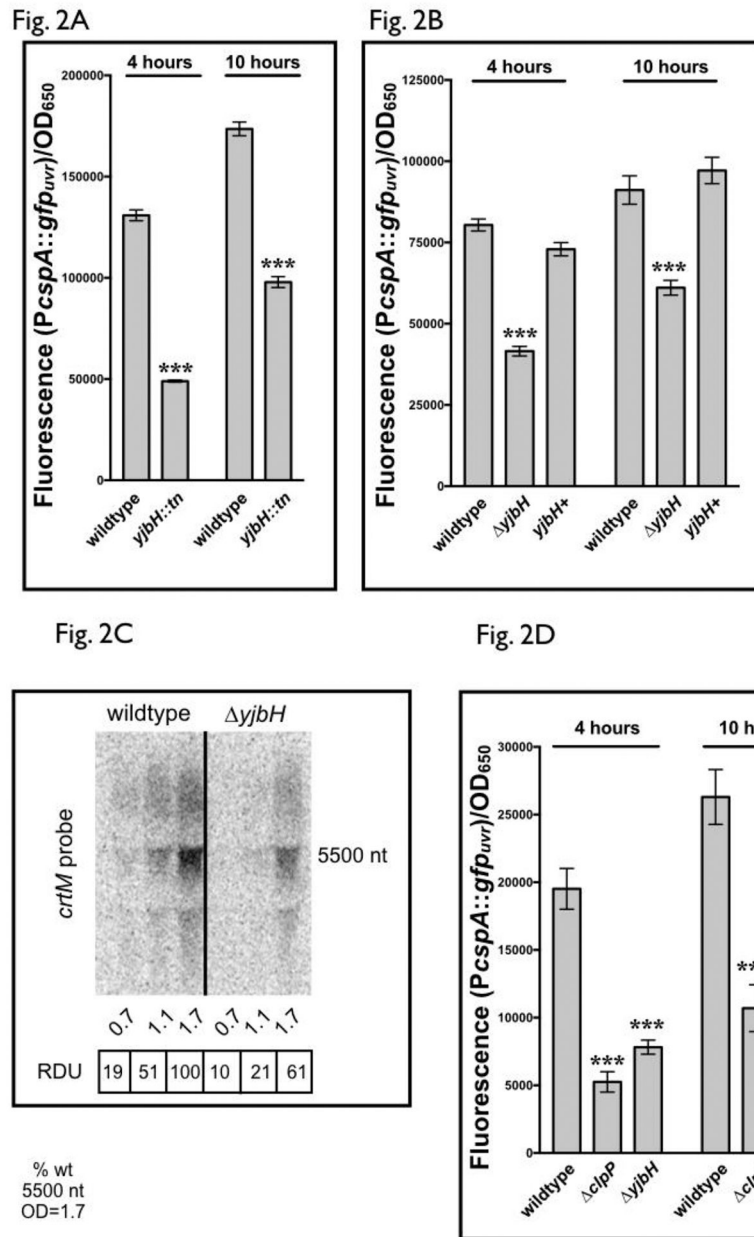 Fig. 2A
Fluorescence (PcspA::gfpuvr)/OD650
4 hours 10 hours
200000
150000
100000
50000
0
***
***
wildtype yjbH::tn wildtype yjbH::tn
Fig. 2B
Fluorescence (PcspA::gfpuvr)/OD650
4 hours 10 hours
125000
100000
75000
50000
25000
0
***
***
wildtype ΔyjbH yjbH+ wildtype ΔyjbH yjbH+
Fig. 2C
wildtype ΔyjbH
crtM probe
5500 nt
0.7 1.1 1.7 0.7 1.1 1.7
RDU 19 51 100 10 21 61
% wt
5500 nt
OD=1.7
Fig. 2D
Fluorescence (PcspA::gfpuvr)/OD650
4 hours 10 h
30000
25000
20000
15000
10000
5000
0
*** ***
**
wildtype ΔclpP ΔyjbH wildtype Δcl